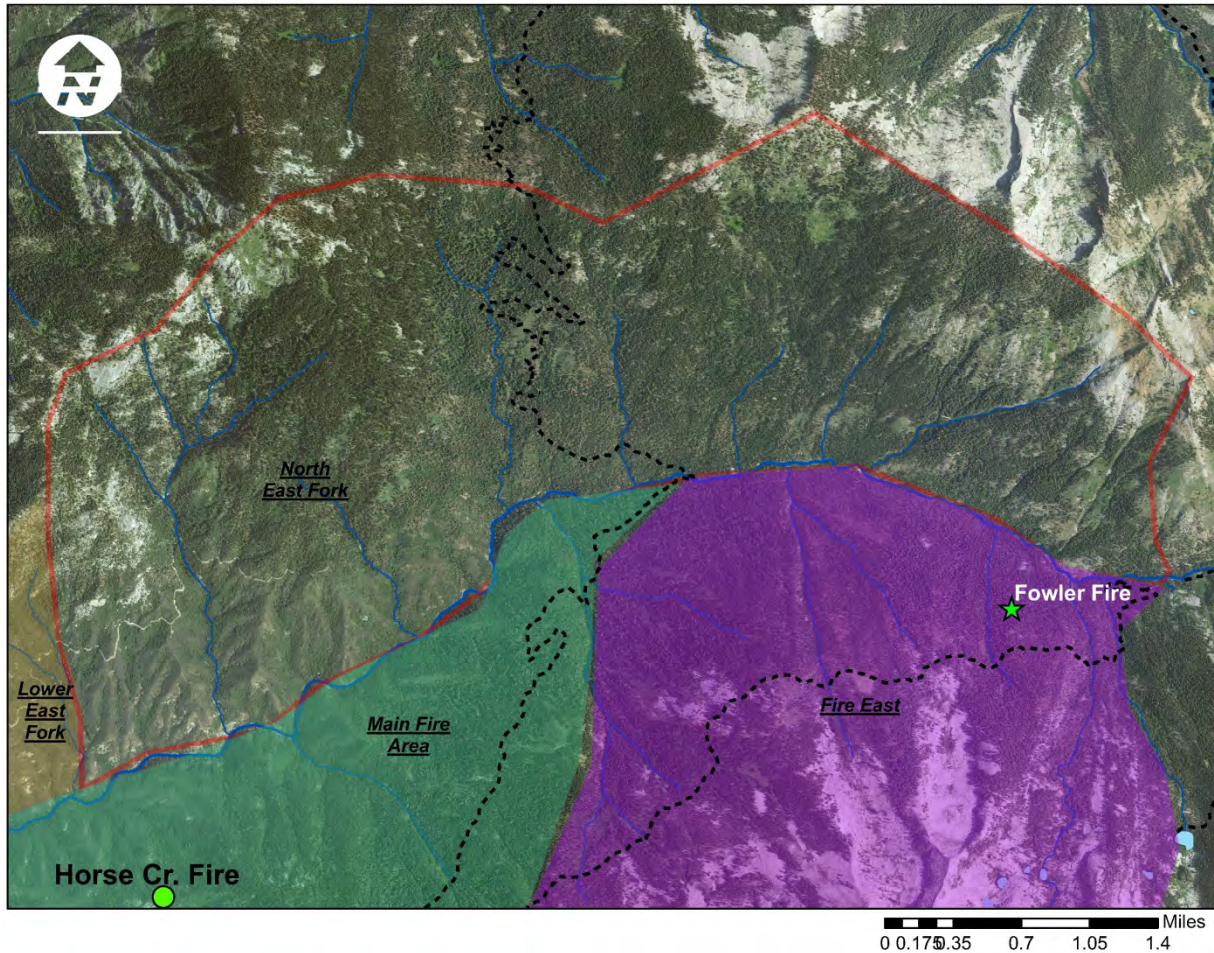 N
Fowler Fire
North
East Fork
Lower
East
Fork
Main Fire
Area
Fire East
Horse Cr. Fire
Miles
0 0.175 0.35 0.7 1.05 1.4